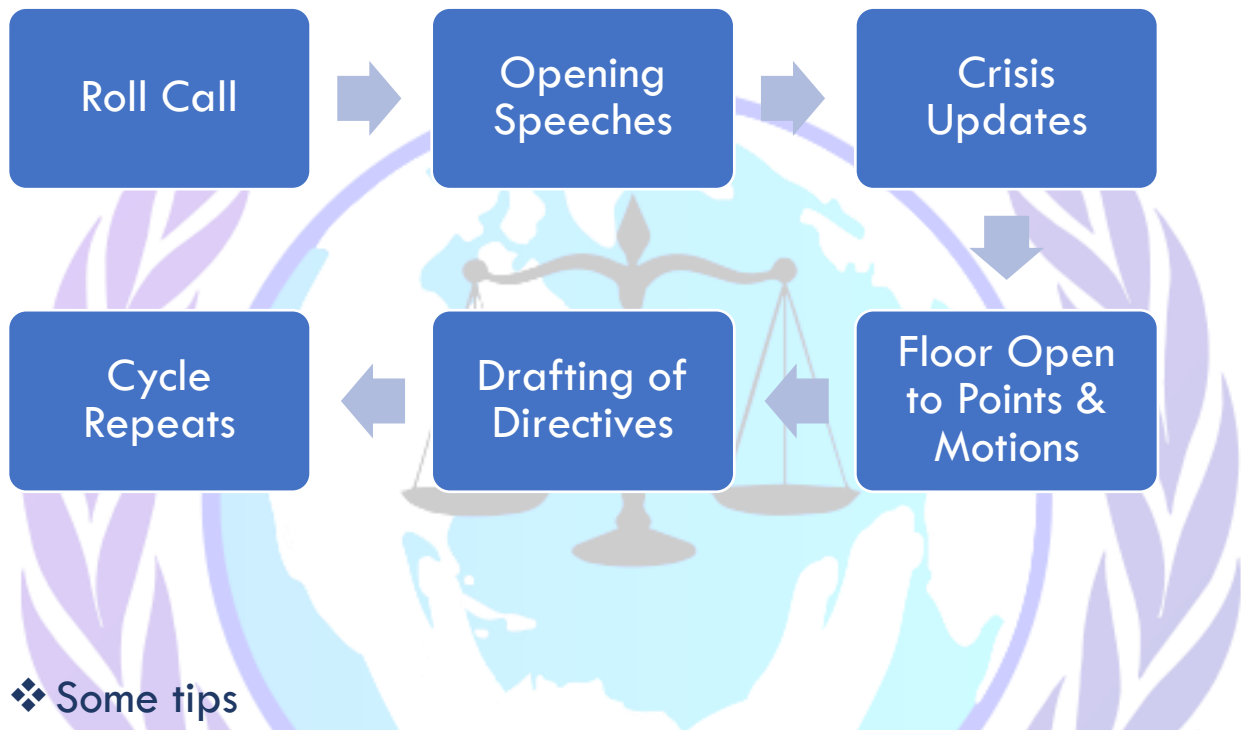 Roll Call
Opening
Speeches
Crisis
Updates
Floor Open
to Points &
Motions
Drafting of
Directives
Cycle
Repeats
❖ Some tips